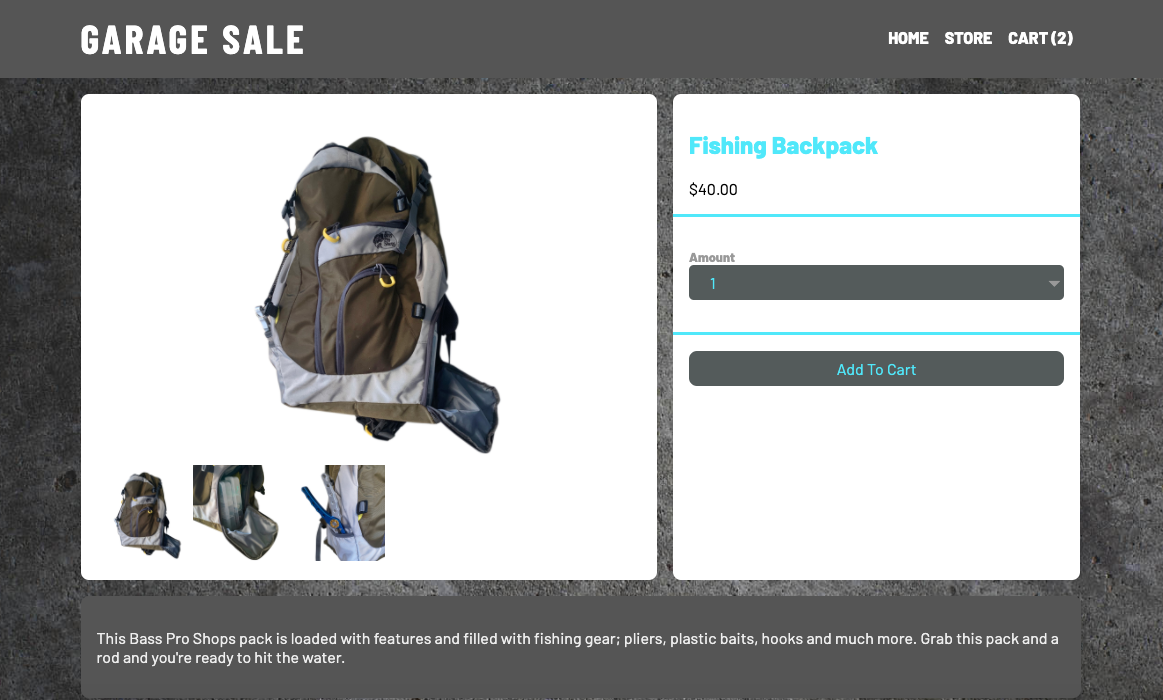 GARAGE SALE
HOME STORE CART (2)
Fishing Backpack
$40.00
Amount
1
Add To Cart
This Bass Pro Shops pack is loaded with features and filled with fishing gear; pliers, plastic baits, hooks and much more. Grab this pack and a
rod and you're ready to hit the water.